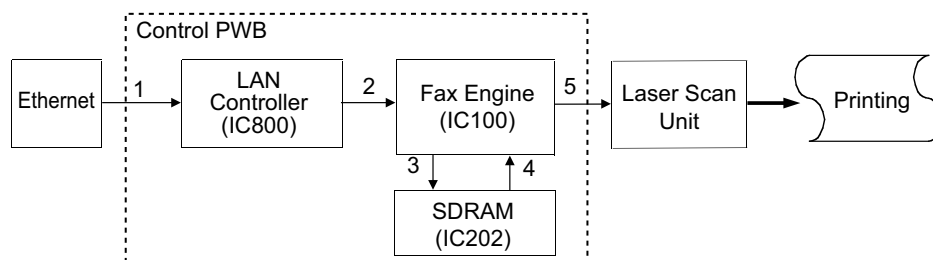 Control PWB
Ethernet
1
LAN
Controller
(IC800)
2
Fax Engine
(IC100)
5
Laser Scan
Unit
Printing
3
4
SDRAM
(IC202)